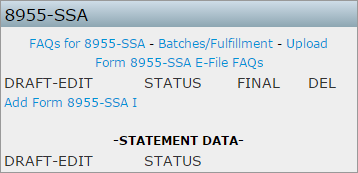 8955-SSA
FAQs for 8955-SSA - Batches/Fulfillment - Upload
Form 8955-SSA E-File FAQs
DRAFT-EDIT STATUS FINAL DEL
Add Form 8955-SSA I
-STATEMENT DATA-
DRAFT-EDIT STATUS